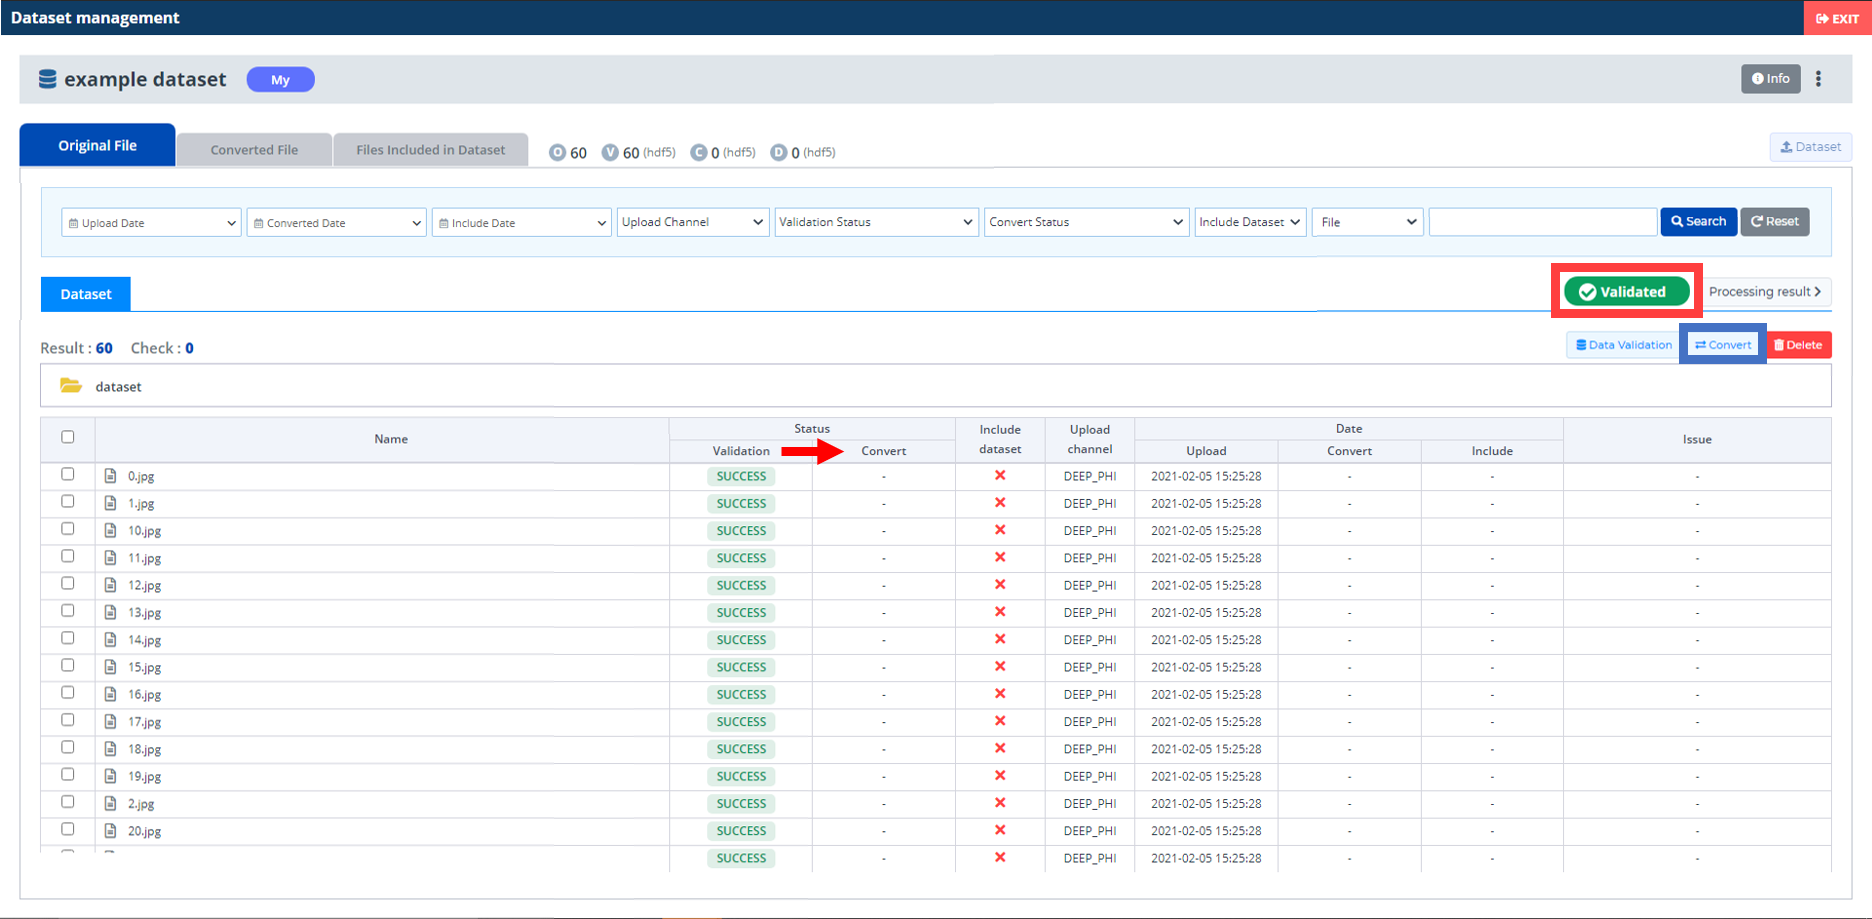 Dataset management
EXIT
example dataset My
Info
Original File Converted File Files Included in Dataset O 60 V 60 (hdf5) C 0 (hdf5) D 0 (hdf5)
Dataset
Upload Date Converted Date Include Date Upload Channel Validation Status Convert Status Include Dataset File Search Reset
Dataset Validated Processing result
Result : 60 Check : 0 Data Validation Convert Delete
dataset
Name Status Include dataset Upload channel Date Issue
Validation Convert Upload Convert Include
0.jpg SUCCESS - DEEP_PHI 2021-02-05 15:25:28 - - -
1.jpg SUCCESS - DEEP_PHI 2021-02-05 15:25:28 - - -
10.jpg SUCCESS - DEEP_PHI 2021-02-05 15:25:28 - - -
11.jpg SUCCESS - DEEP_PHI 2021-02-05 15:25:28 - - -
12.jpg SUCCESS - DEEP_PHI 2021-02-05 15:25:28 - - -
13.jpg SUCCESS - DEEP_PHI 2021-02-05 15:25:28 - - -
14.jpg SUCCESS - DEEP_PHI 2021-02-05 15:25:28 - - -
15.jpg SUCCESS - DEEP_PHI 2021-02-05 15:25:28 - - -
16.jpg SUCCESS - DEEP_PHI 2021-02-05 15:25:28 - - -
17.jpg SUCCESS - DEEP_PHI 2021-02-05 15:25:28 - - -
18.jpg SUCCESS - DEEP_PHI 2021-02-05 15:25:28 - - -
19.jpg SUCCESS - DEEP_PHI 2021-02-05 15:25:28 - - -
2.jpg SUCCESS - DEEP_PHI 2021-02-05 15:25:28 - - -
20.jpg SUCCESS - DEEP_PHI 2021-02-05 15:25:28 - - -
SUCCESS - DEEP_PHI 2021-02-05 15:25:28 - - -